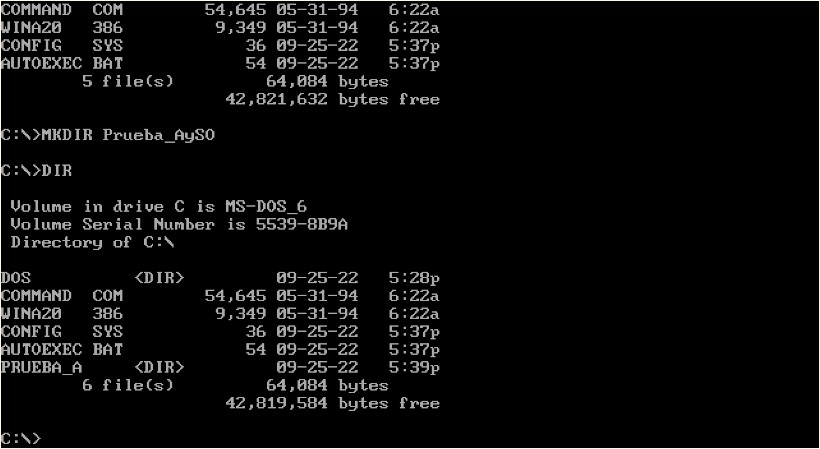 COMMAND  COM        54,645 05-31-94   6:22a
WINA20   386         9,349 05-31-94   6:22a
CONFIG   SYS            36 09-25-22   5:37p
AUTOEXEC BAT            54 09-25-22   5:37p
        5 file(s)         64,084 bytes
                      42,821,632 bytes free
C:\>MKDIR Prueba_AySO
C:\>DIR
 Volume in drive C is MS-DOS_6
 Volume Serial Number is 5539-8B9A
 Directory of C:\
DOS          <DIR>         09-25-22   5:28p
COMMAND  COM        54,645 05-31-94   6:22a
WINA20   386         9,349 05-31-94   6:22a
CONFIG   SYS            36 09-25-22   5:37p
AUTOEXEC BAT            54 09-25-22   5:37p
PRUEBA_A     <DIR>         09-25-22   5:39p
        6 file(s)         64,084 bytes
                      42,819,584 bytes free
C:\>